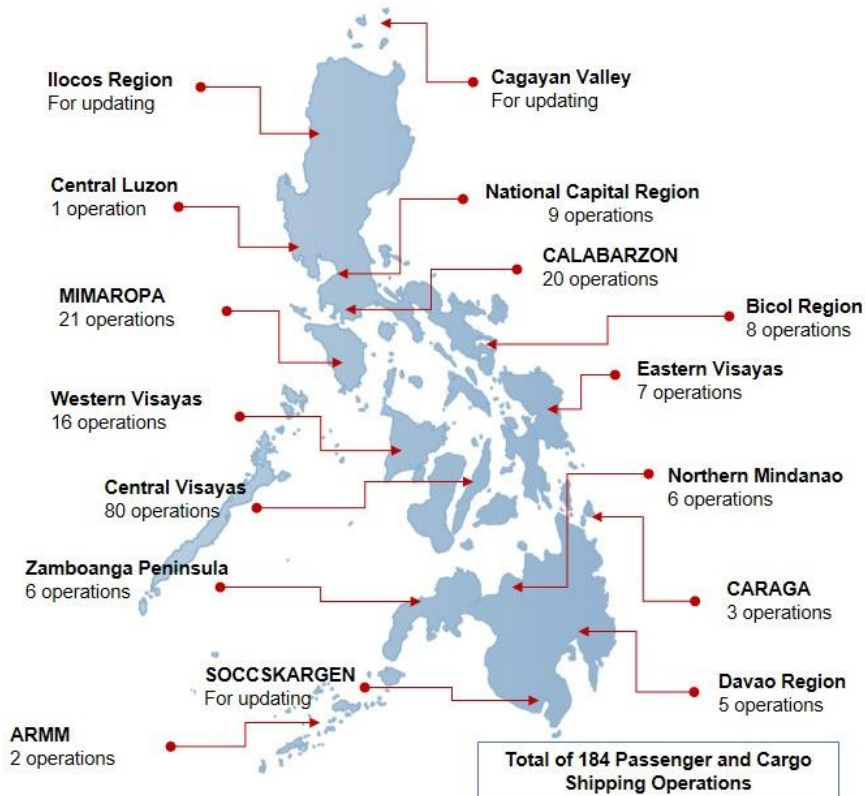 Ilocos Region
For updating
Cagayan Valley
For updating
Central Luzon
1 operation
National Capital Region
9 operations
CALABARZON
20 operations
MIMAROPA
21 operations
Bicol Region
8 operations
Eastern Visayas
7 operations
Western Visayas
16 operations
Northern Mindanao
6 operations
Central Visayas
80 operations
Zamboanga Peninsula
6 operations
CARAGA
3 operations
SOCCSKARGEN
For updating
Davao Region
5 operations
ARMM
2 operations
Total of 184 Passenger and Cargo
Shipping Operations